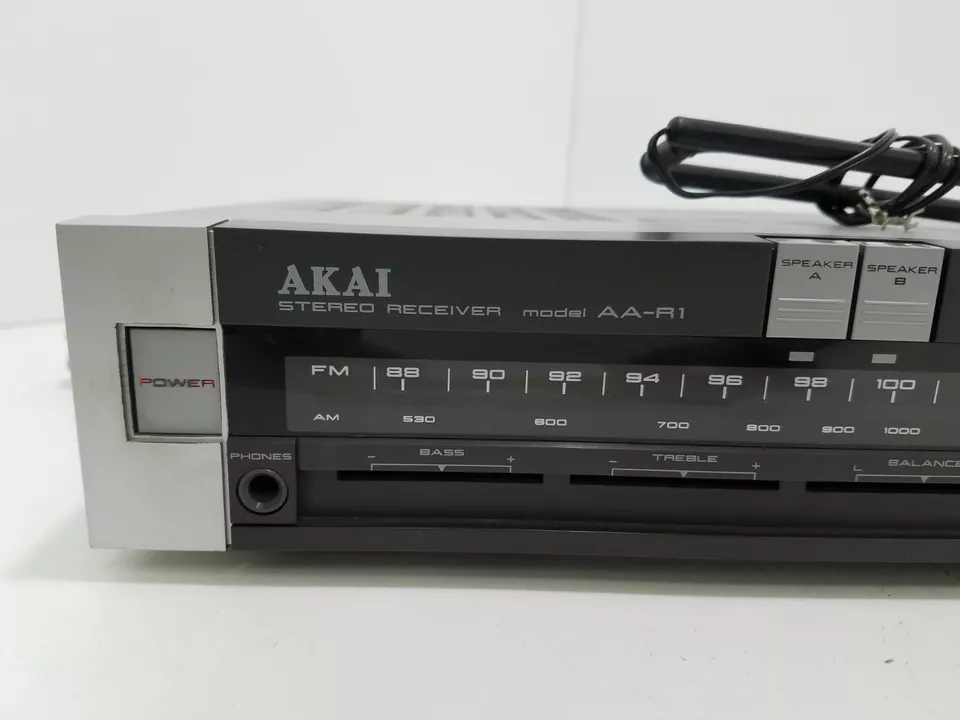 AKAI
STEREO RECEIVER model AA-R1
SPEAKER
A
SPEAKER
B
POWER
FM 88 90 92 94 96 98 100
AM 530 600 700 800 900 1000
PHONES
- BASS +
- TREBLE +
L BALANCE